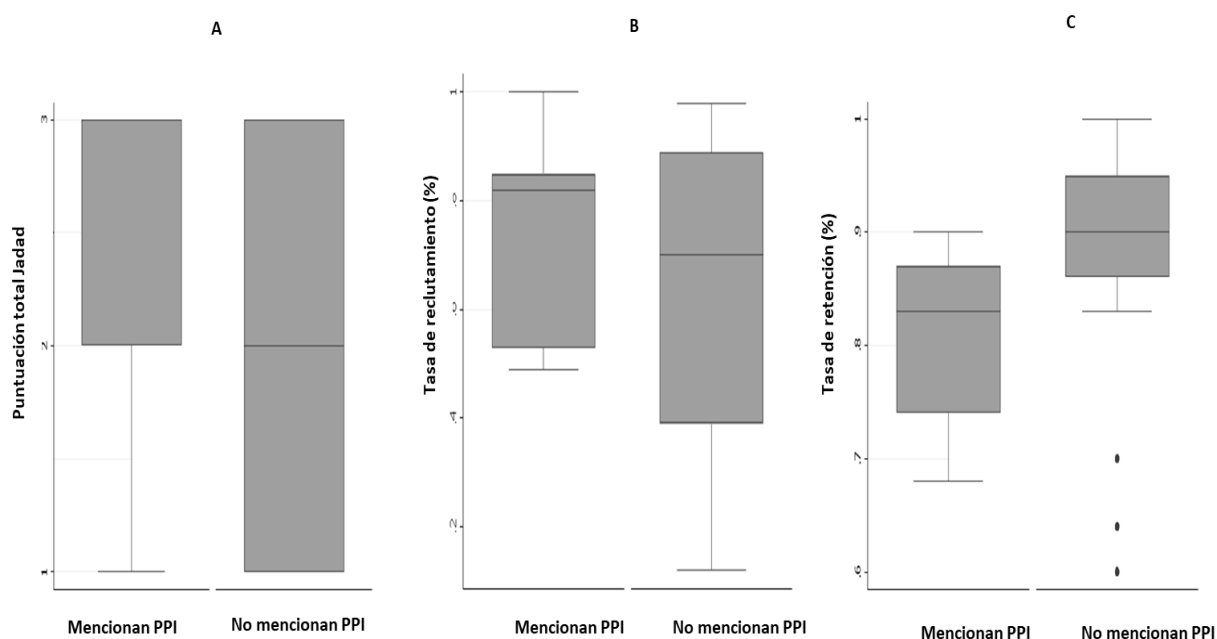 A
B
C
Puntuación total Jadad
3
2
1
Mencionan PPI
No mencionan PPI
Tasa de reclutamiento (%)
1
.4
.2
Mencionan PPI
No mencionan PPI
Tasa de retención (%)
1
.9
.8
.7
.6
Mencionan PPI
No mencionan PPI